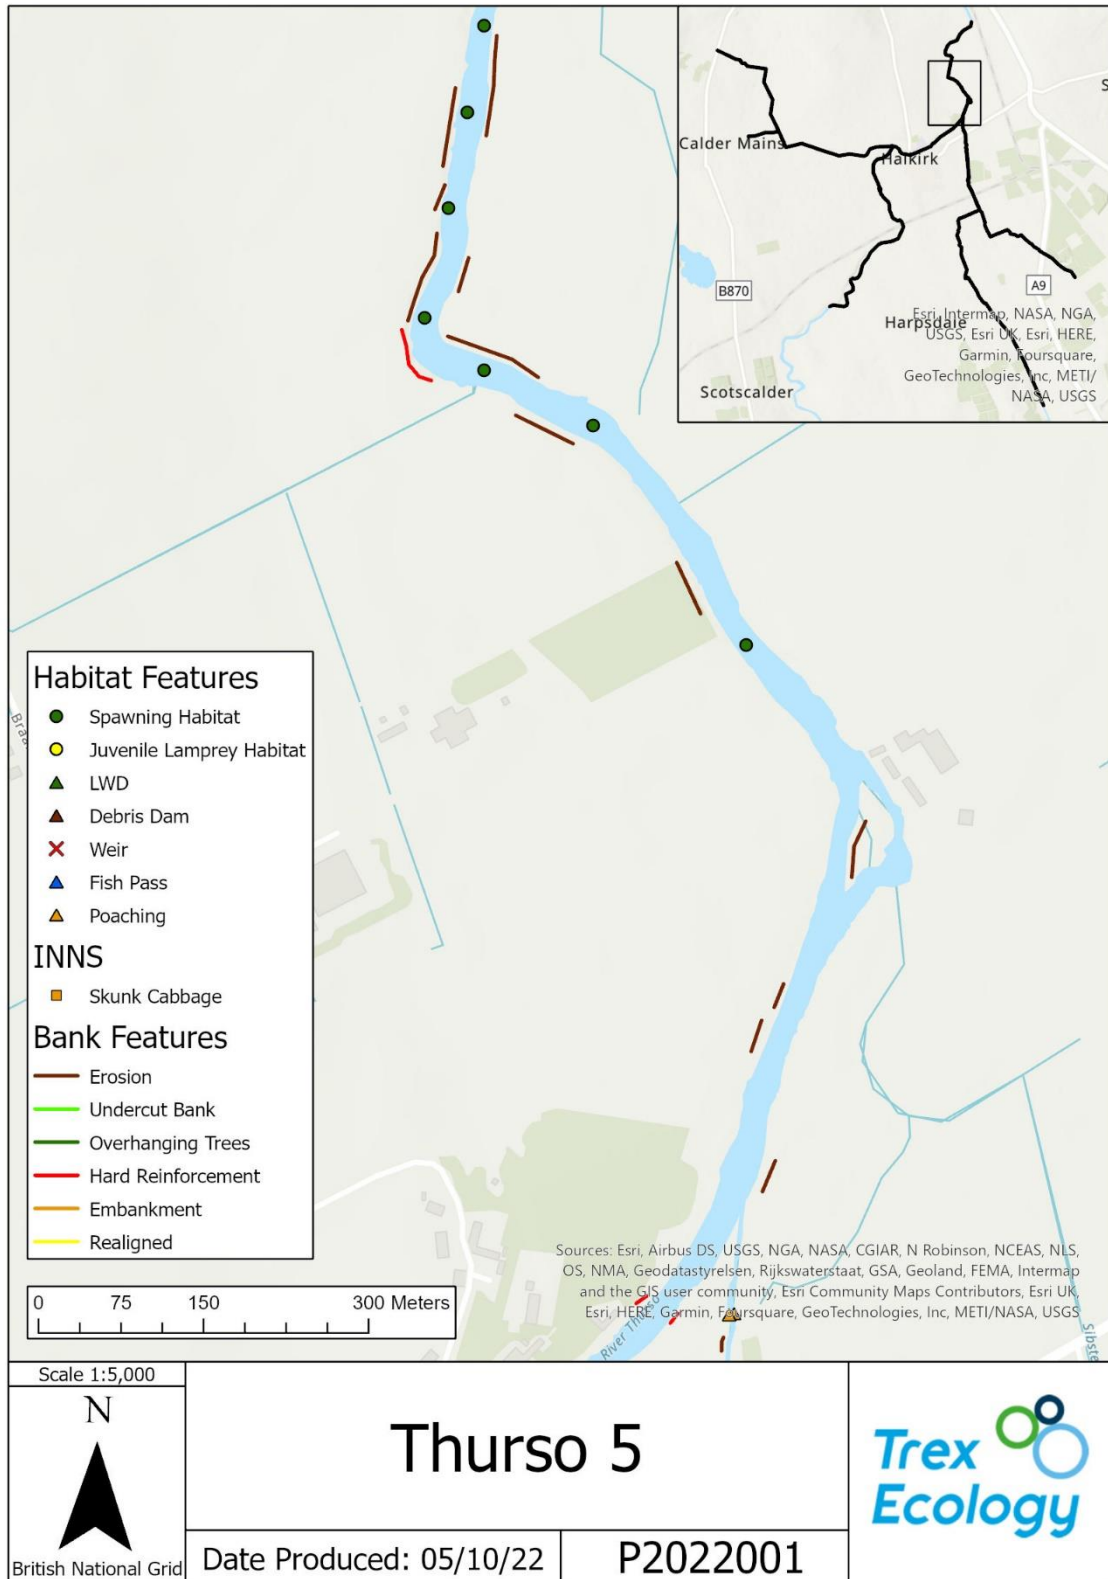 Calder Mains
Halkirk
B870
A9
Harpsdale
Scotscalder
Esri, Intermap, NASA, NGA,
USGS, Esri UK, Esri, HERE,
Garmin, Foursquare,
GeoTechnologies, Inc, METI/
NASA, USGS
S
Braa
Habitat Features
Spawning Habitat
Juvenile Lamprey Habitat
LWD
Debris Dam
Weir
Fish Pass
Poaching
INNS
Skunk Cabbage
Bank Features
Erosion
Undercut Bank
Overhanging Trees
Hard Reinforcement
Embankment
Realigned
Sources: Esri, Airbus DS, USGS, NGA, NASA, CGIAR, N Robinson, NCEAS, NLS,
OS, NMA, Geodatastyrelsen, Rijkswaterstaat, GSA, Geoland, FEMA, Intermap
and the GIS user community, Esri Community Maps Contributors, Esri UK,
Esri, HERE, Garmin, Foursquare, GeoTechnologies, Inc, METI/NASA, USGS
River Thurso
Sibste
0 75 150 300 Meters
Scale 1:5,000
N
British National Grid
Thurso 5
Date Produced: 05/10/22
P2022001
Trex
Ecology